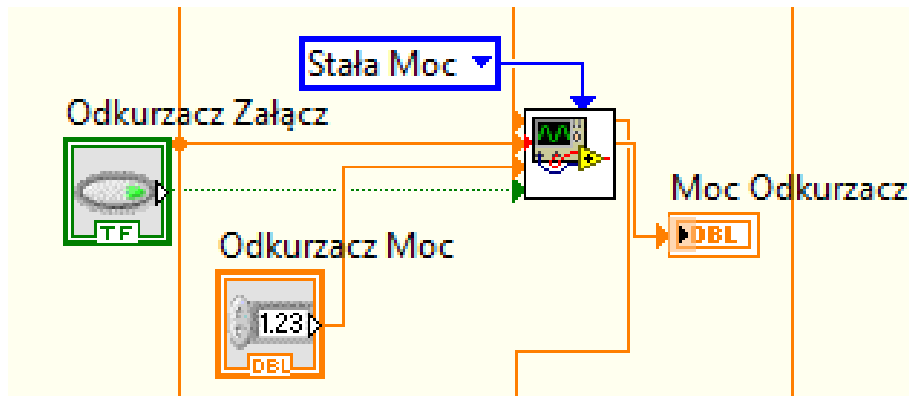 Stała Moc
Odkurzacz Załącz
TF
Moc Odkurzacz
DBL
Odkurzacz Moc
1.23
DBL